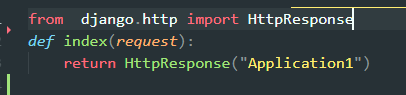 from  django.http import HttpResponse
def index(request):
    return HttpResponse("Application1")